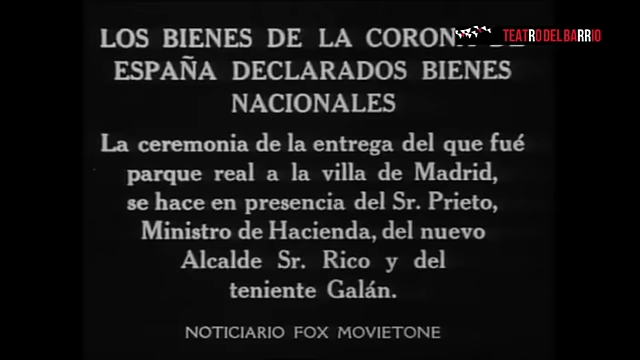 LOS BIENES DE LA CORONA DE
ESPAÑA DECLARADOS BIENES
NACIONALES
La ceremonia de la entrega del que fué
parque real a la villa de Madrid,
se hace en presencia del Sr. Prieto,
Ministro de Hacienda, del nuevo
Alcalde Sr. Rico y del
teniente Galán.
NOTICIARIO FOX MOVIETONE
TEATRODELBARRIO